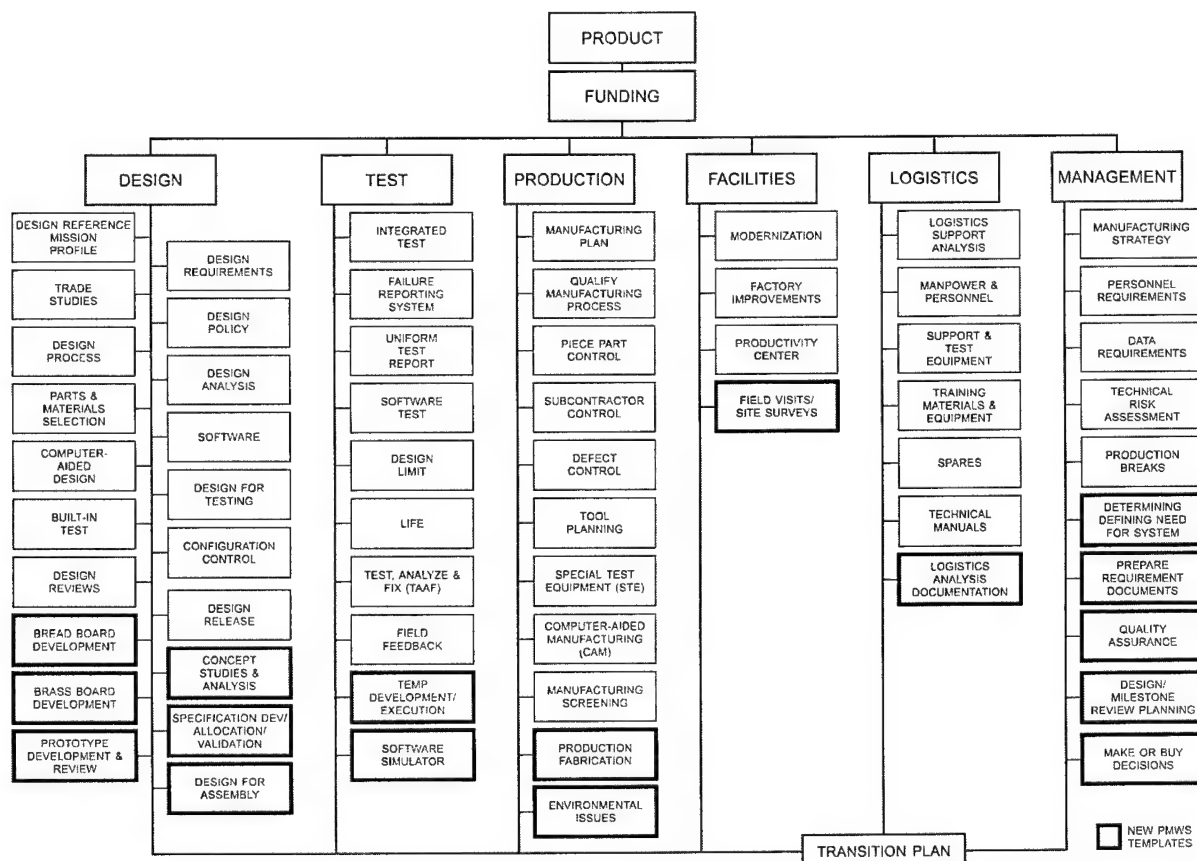 PRODUCT
FUNDING
DESIGN
TEST
PRODUCTION
FACILITIES
LOGISTICS
MANAGEMENT
DESIGN REFERENCE
MISSION
PROFILE
TRADE
STUDIES
DESIGN
PROCESS
PARTS &
MATERIALS
SELECTION
COMPUTER-
AIDED
DESIGN
BUILT-IN
TEST
DESIGN
REVIEWS
BREAD BOARD
DEVELOPMENT
BRASS BOARD
DEVELOPMENT
PROTOTYPE
DEVELOPMENT &
REVIEW
DESIGN
REQUIREMENTS
DESIGN
POLICY
DESIGN
ANALYSIS
SOFTWARE
DESIGN FOR
TESTING
CONFIGURATION
CONTROL
DESIGN
RELEASE
CONCEPT
STUDIES &
ANALYSIS
SPECIFICATION DEV/
ALLOCATION/
VALIDATION
DESIGN FOR
ASSEMBLY
INTEGRATED
TEST
FAILURE
REPORTING
SYSTEM
UNIFORM
TEST
REPORT
SOFTWARE
TEST
DESIGN
LIMIT
LIFE
TEST, ANALYZE &
FIX (TAAF)
FIELD
FEEDBACK
TEMP
DEVELOPMENT/
EXECUTION
SOFTWARE
SIMULATOR
MANUFACTURING
PLAN
QUALIFY
MANUFACTURING
PROCESS
PIECE PART
CONTROL
SUBCONTRACTOR
CONTROL
DEFECT
CONTROL
TOOL
PLANNING
SPECIAL TEST
EQUIPMENT (STE)
COMPUTER-AIDED
MANUFACTURING
(CAM)
MANUFACTURING
SCREENING
PRODUCTION
FABRICATION
ENVIRONMENTAL
ISSUES
MODERNIZATION
FACTORY
IMPROVEMENTS
PRODUCTIVITY
CENTER
FIELD VISITS/
SITE SURVEYS
LOGISTICS
SUPPORT
ANALYSIS
MANPOWER &
PERSONNEL
SUPPORT &
TEST
EQUIPMENT
TRAINING
MATERIALS &
EQUIPMENT
SPARES
TECHNICAL
MANUALS
LOGISTICS
ANALYSIS
DOCUMENTATION
MANUFACTURING
STRATEGY
PERSONNEL
REQUIREMENTS
DATA
REQUIREMENTS
TECHNICAL
RISK
ASSESSMENT
PRODUCTION
BREAKS
DETERMINING
DEFINING NEED
FOR SYSTEM
PREPARE
REQUIREMENT
DOCUMENTS
QUALITY
ASSURANCE
DESIGN/
MILESTONE
REVIEW PLANNING
MAKE OR BUY
DECISIONS
TRANSITION PLAN
NEW PMWS
TEMPLATES